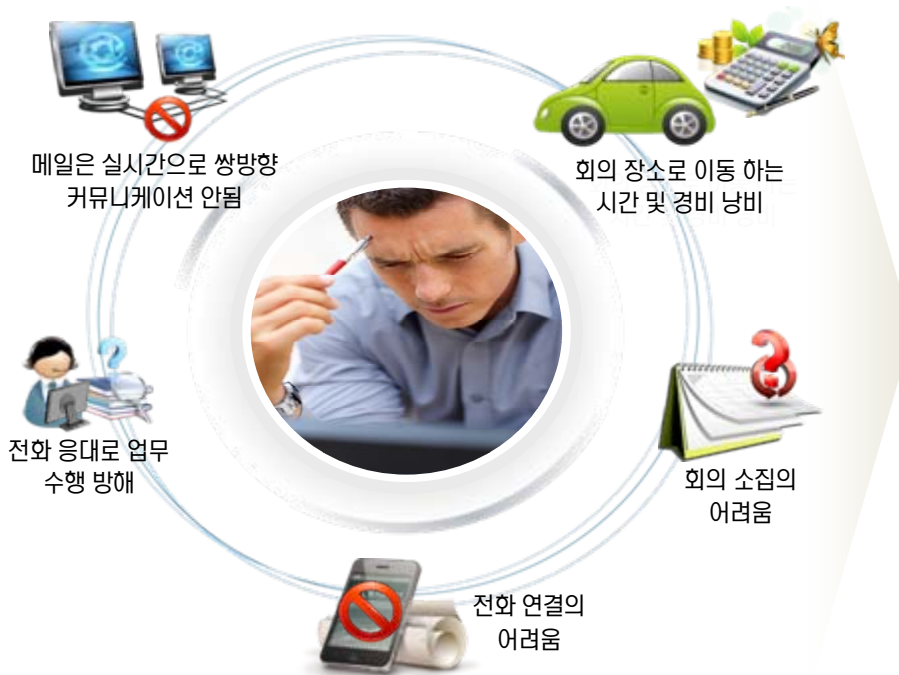 메일은 실시간으로 쌍방향
커뮤니케이션 안됨
회의 장소로 이동 하는
시간 및 경비 낭비
전화 응대로 업무
수행 방해
회의 소집의
어려움
전화 연결의
어려움